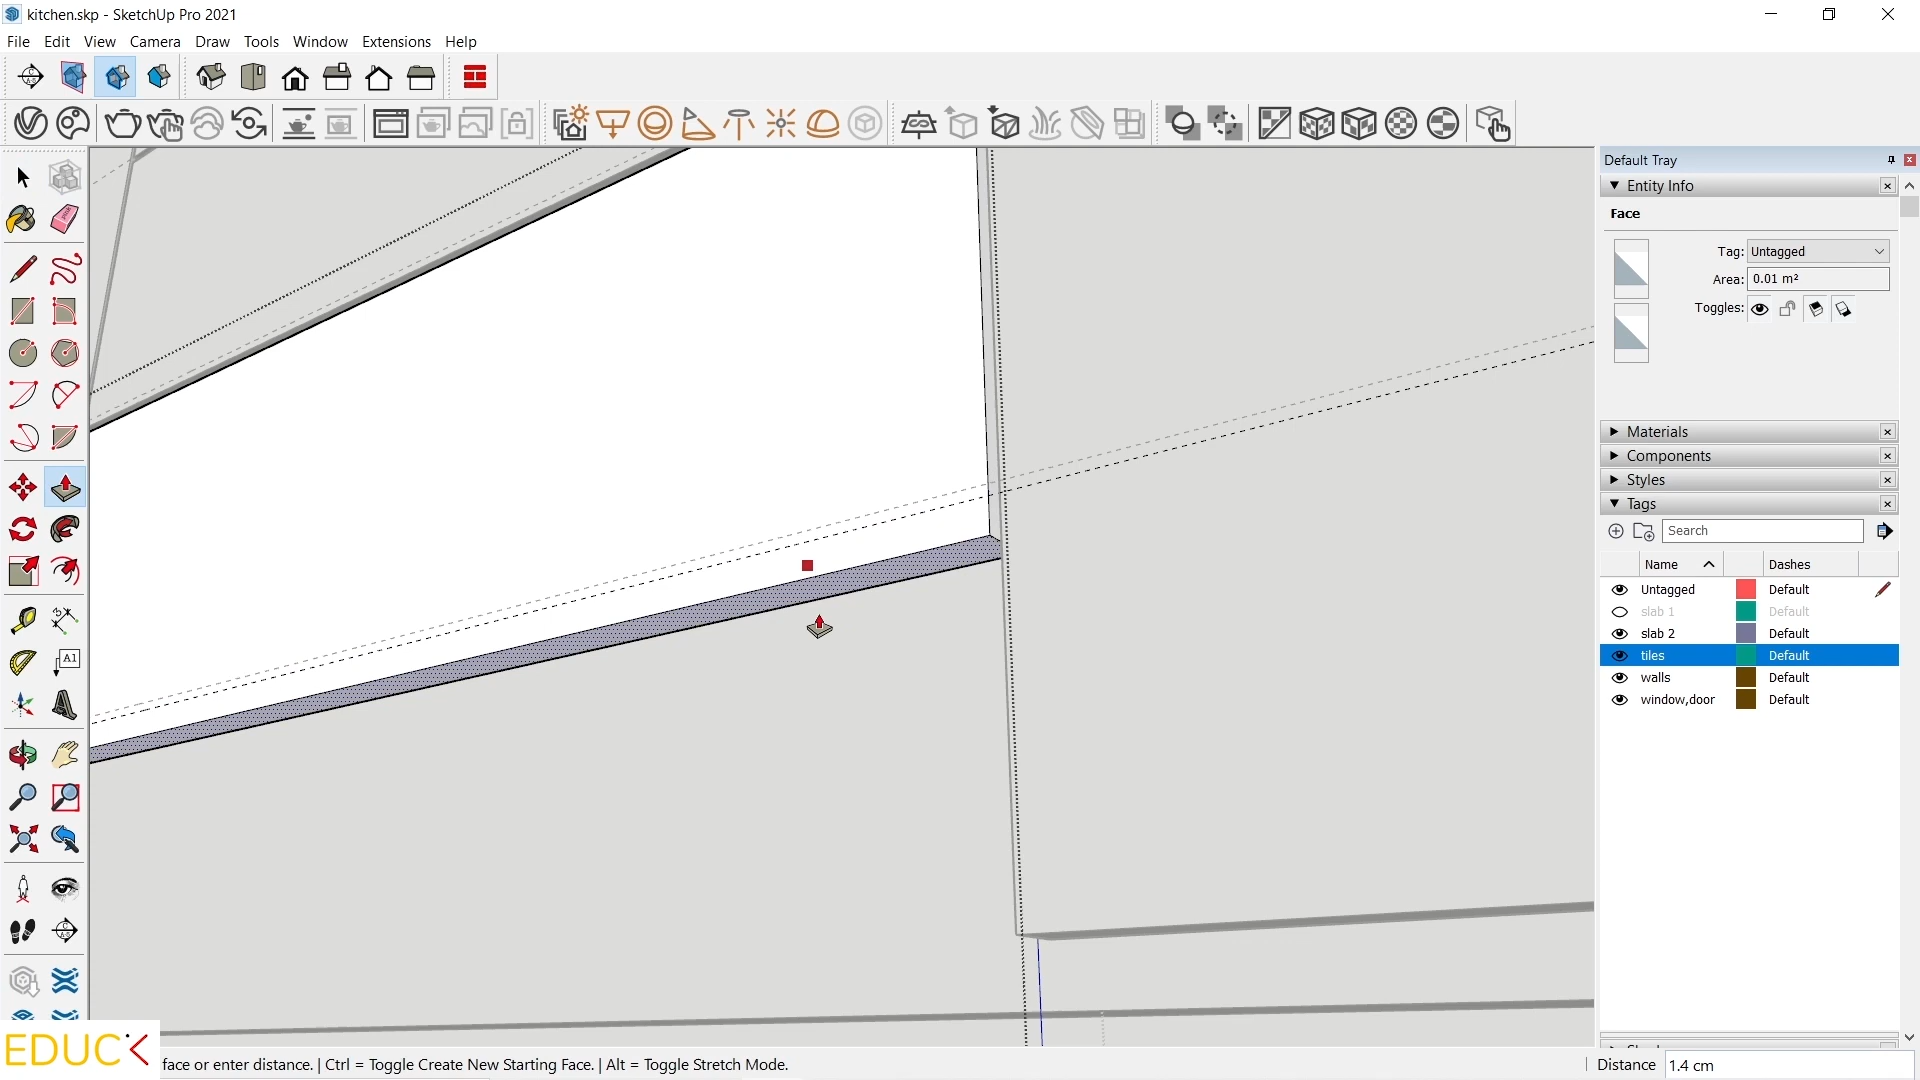 kitchen.skp - SketchUp Pro 2021
File Edit View Camera Draw Tools Window Extensions Help
Default Tray
Entity Info
Face
Tag: Untagged
Area: 0.01 m²
Toggles:
Materials
Components
Styles
Tags
Search
Name Dashes
Untagged Default
slab 1 Default
slab 2 Default
tiles Default
walls Default
window,door Default
A1
EDUCK
face or enter distance. | Ctrl = Toggle Create New Starting Face. | Alt = Toggle Stretch Mode.
Distance 1.4 cm